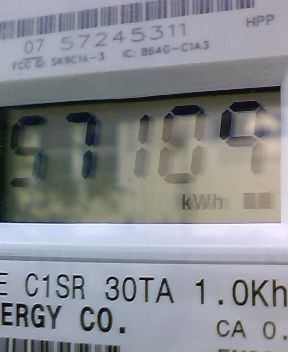 HPP
07 57245311
FCC ID: SK9C1A-3 IC: 864G-C1A3
57109
kWh
E C1SR 30TA 1.0Kh
ERGY CO.
CA 0.